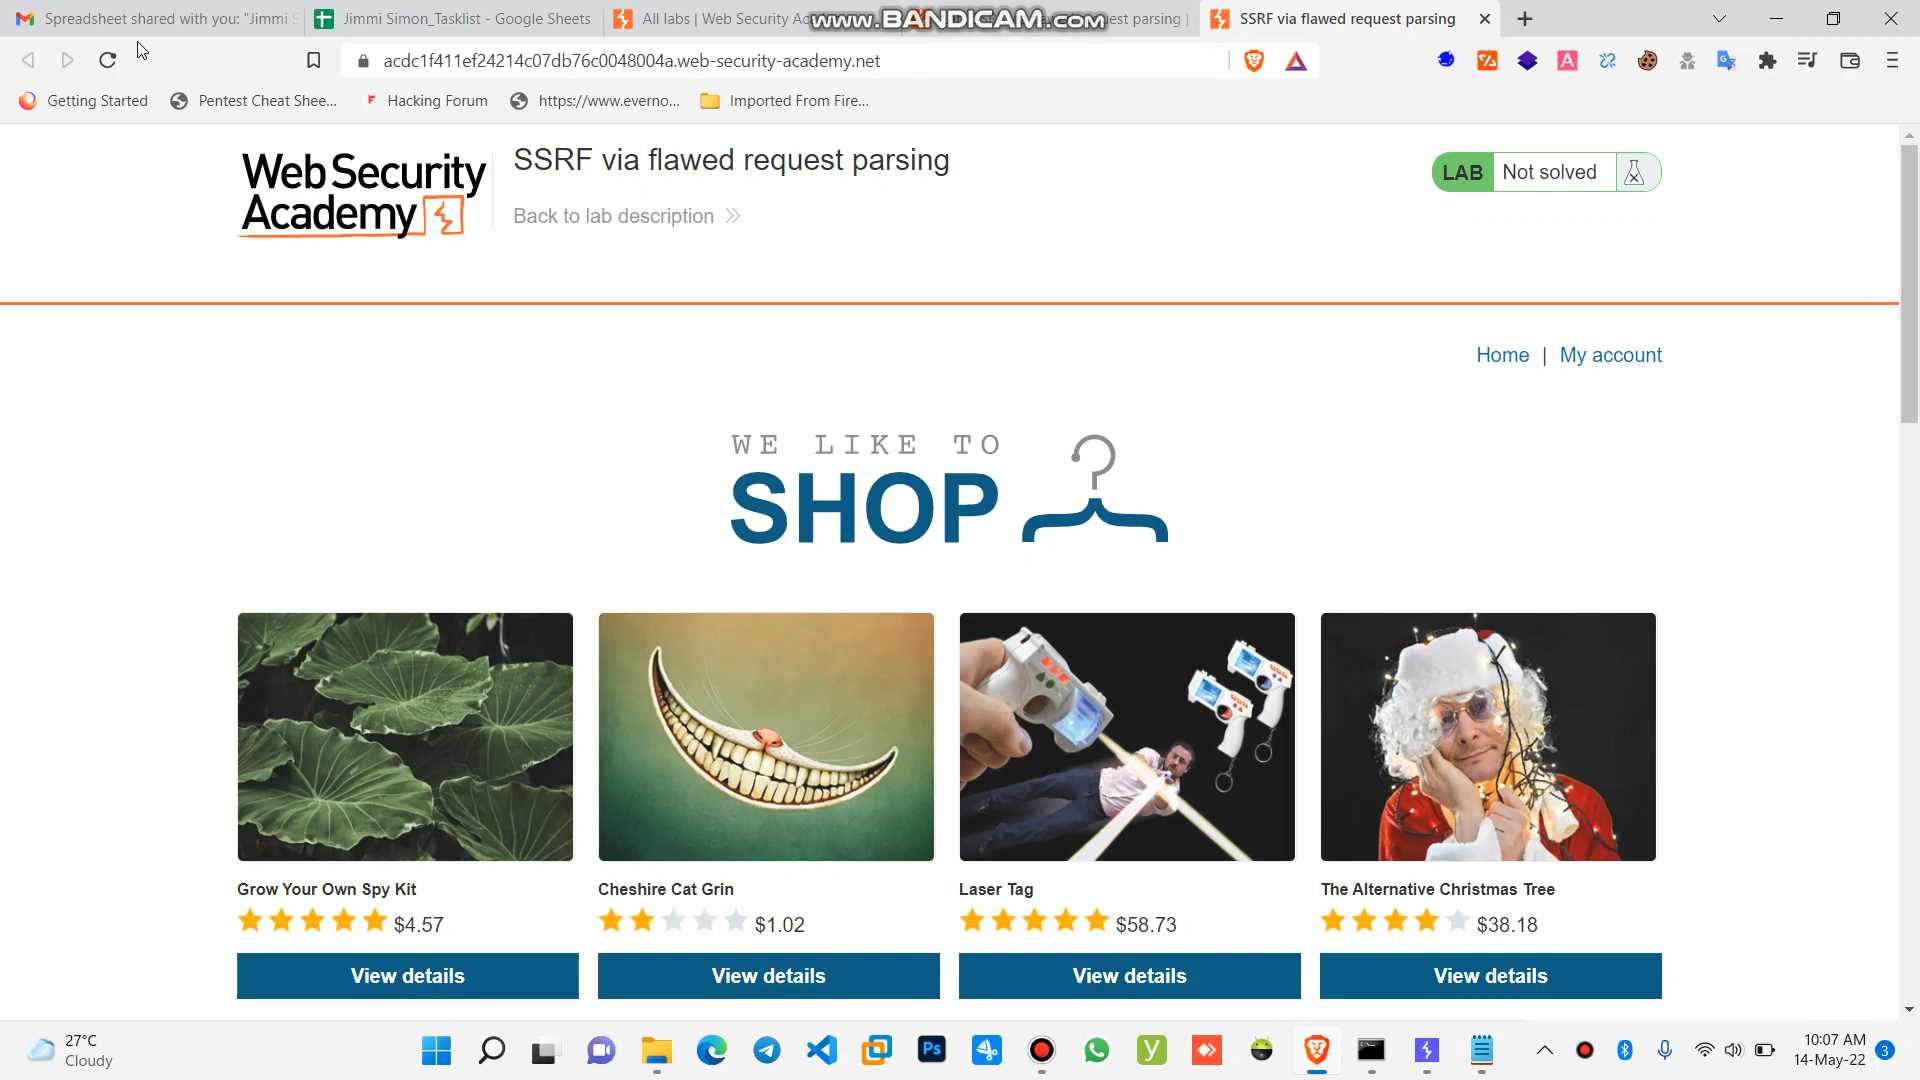 Spreadsheet shared with you: "Jimmi S
Jimmi Simon_Tasklist - Google Sheets
All labs | Web Security Ac
www.BANDICAM.com
request parsing |
SSRF via flawed request parsing
acdc1f411ef24214c07db76c0048004a.web-security-academy.net
Getting Started
Pentest Cheat Shee...
Hacking Forum
https://www.everno...
Imported From Fire...
Web Security
Academy
SSRF via flawed request parsing
Back to lab description
LAB
Not solved
Home | My account
WE LIKE TO
SHOP
Grow Your Own Spy Kit
$4.57
View details
Cheshire Cat Grin
$1.02
View details
Laser Tag
$58.73
View details
The Alternative Christmas Tree
$38.18
View details
27°C
Cloudy
Ps
y
10:07 AM
14-May-22
3